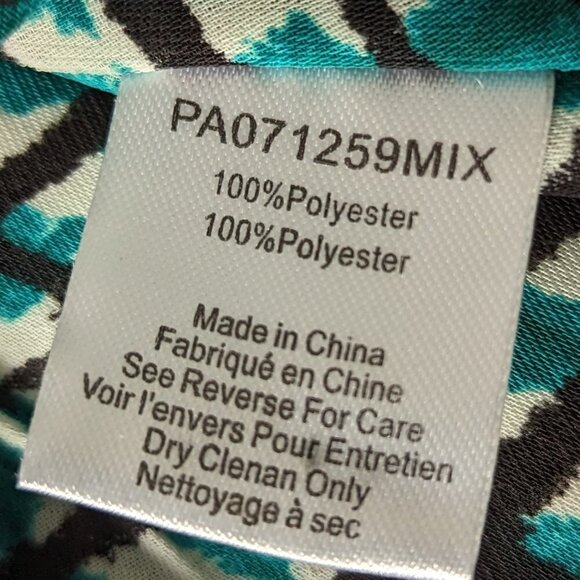 PA071259MIX
100%Polyester
100%Polyester
Made in China
Fabriqué en Chine
See Reverse For Care
Voir l'envers Pour Entretien
Dry Clenan Only
Nettoyage à sec